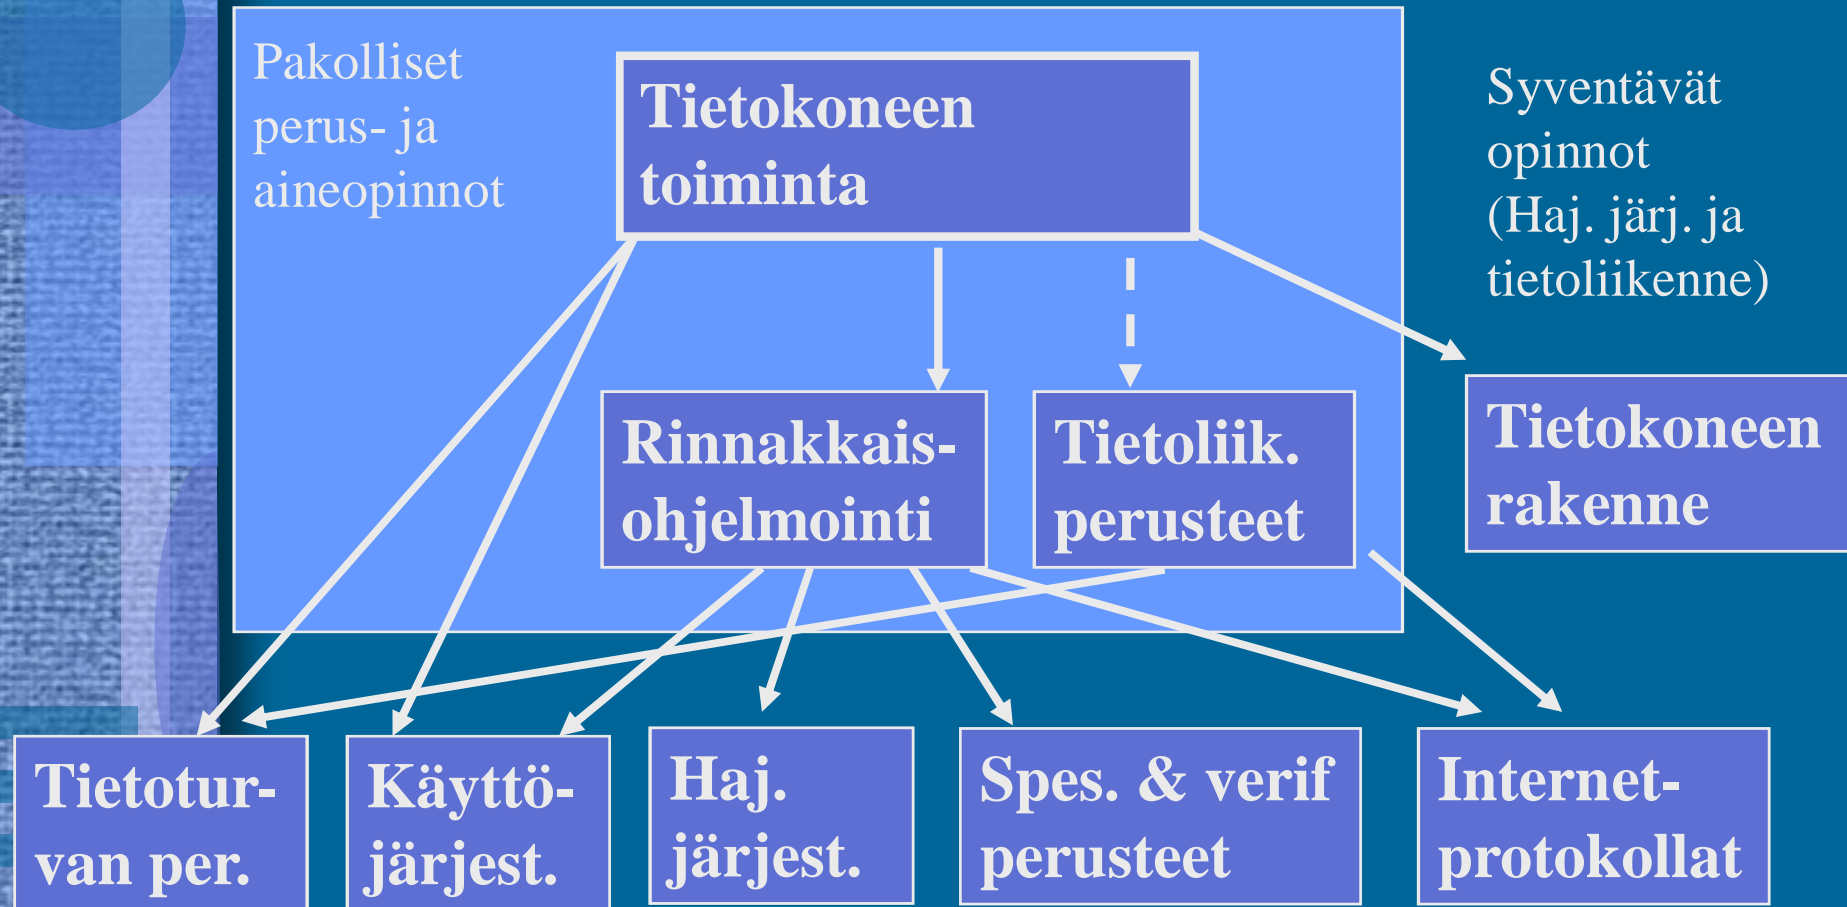 Pakolliset
perus- ja
aineopinnot
Tietokoneen
toiminta
Syventävät
opinnot
(Haj. järj. ja
tietoliikenne)
Rinnakkais-
ohjelmointi
Tietoliik.
perusteet
Tietokoneen
rakenne
Tietotur-
van per.
Käyttö-
järjest.
Haj.
järjest.
Spes. & verif
perusteet
Internet-
protokollat